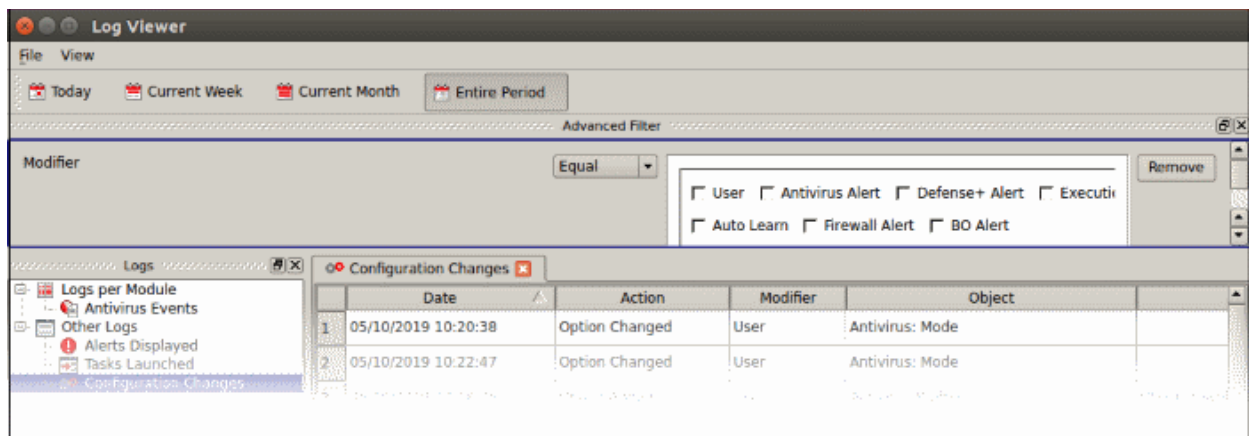 Log Viewer
File View
Today Current Week Current Month Entire Period
Advanced Filter
Modifier Equal Remove
User Antivirus Alert Defense+ Alert Executi
Auto Learn Firewall Alert BO Alert
Logs
Logs per Module
Antivirus Events
Other Logs
Alerts Displayed
Tasks Launched
Configuration Changes
Configuration Changes
Date Action Modifier Object
1 05/10/2019 10:20:38 Option Changed User Antivirus: Mode
2 05/10/2019 10:22:47 Option Changed User Antivirus: Mode